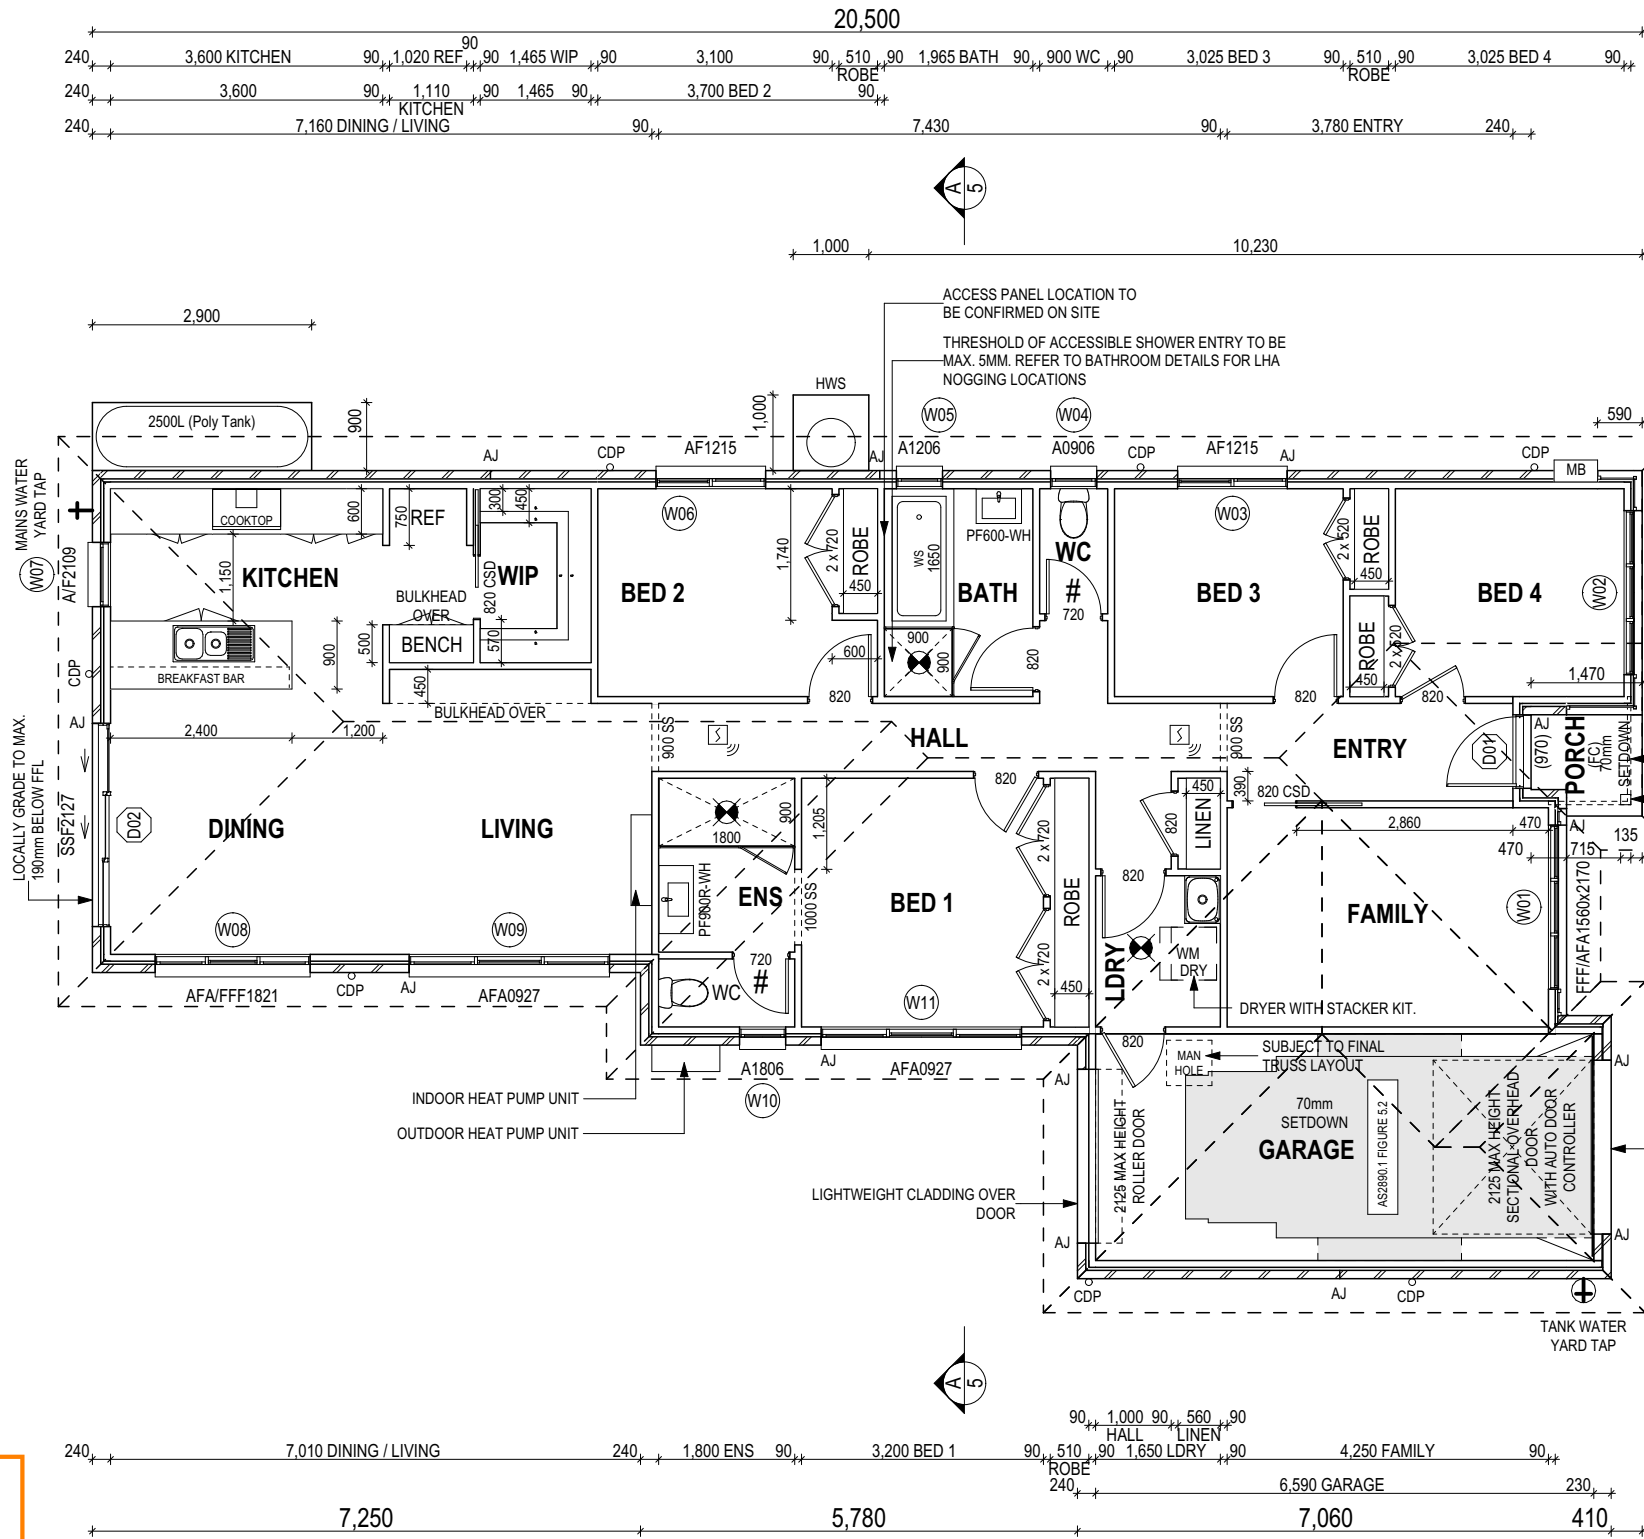 20,500
90
240 3,600 KITCHEN 90 1,020 REF 90 1,465 WIP 90 3,100 90 510 90 1,965 BATH 90 900 WC 90 3,025 BED 3 90 510 90 3,025 BED 4 90
ROBE ROBE
240 3,600 90 1,110 90 1,465 90 3,700 BED 2 90
KITCHEN
240 7,160 DINING / LIVING 90 7,430 90 3,780 ENTRY 240
A
5
1,000 10,230
2,900
ACCESS PANEL LOCATION TO
BE CONFIRMED ON SITE
THRESHOLD OF ACCESSIBLE SHOWER ENTRY TO BE
MAX. 5MM. REFER TO BATHROOM DETAILS FOR LHA
NOGGING LOCATIONS
HWS
1,000
900
2500L (Poly Tank)
W05 W04
590
AF1215 A1206 A0906 AF1215
AJ CDP AJ CDP AJ CDP
MB
MAINS WATER
YARD TAP
W07
A/F2109
COOKTOP
600
750
REF
300
450
W06
1,740
2 x 720
ROBE
450
WS
1650
PF600-WH
WC
#
720
W03
2 x 520
ROBE
450
W02
KITCHEN
1,150
WIP
820 CSD
BED 2
BATH
BED 3
BED 4
BULKHEAD
OVER
BENCH
570
500
900
BREAKFAST BAR
450
BULKHEAD OVER
600
900
900
820
820
820
ROBE
450
2 x 520
820
1,470
CDP
AJ
2,400 1,200
900 SS
HALL
900 SS
ENTRY
D01
AJ
(970)
PORCH
(FC)
70mm
SETDOWN
LOCALLY GRADE TO MAX.
190mm BELOW FFL
SSF2127
D02
DINING
LIVING
1800
900
1,205
820
2 x 720
820
450
LINEN
390
820 CSD
2,860 470
AJ
470 715 135
PF900R-WH
ENS
1000 SS
BED 1
ROBE
820
FAMILY
W01
FFF/AFA1560x2170
W08
W09
720
#
WC
W11
2 x 720
450
LDRY
WM
DRY
DRYER WITH STACKER KIT.
AFA/FFF1821
CDP
AJ
AFA0927
A1806
W10
AJ
AFA0927
820
MAN
HOLE
SUBJECT TO FINAL
TRUSS LAYOUT
AJ
AJ
INDOOR HEAT PUMP UNIT
OUTDOOR HEAT PUMP UNIT
LIGHTWEIGHT CLADDING OVER
DOOR
2125 MAX HEIGHT
ROLLER DOOR
70mm
SETDOWN
GARAGE
AS2890.1 FIGURE 5.2
2125 MAX HEIGHT
SECTIONAL OVERHEAD
DOOR
WITH AUTO DOOR
CONTROLLER
AJ
AJ
CDP AJ CDP
TANK WATER
YARD TAP
A
5
90 1,000 90 560 90
HALL LINEN
240 7,010 DINING / LIVING 240 1,800 ENS 90 3,200 BED 1 90 510 90 1,650 LDRY 90 4,250 FAMILY 90
ROBE
240 6,590 GARAGE 230
7,250 5,780 7,060 410